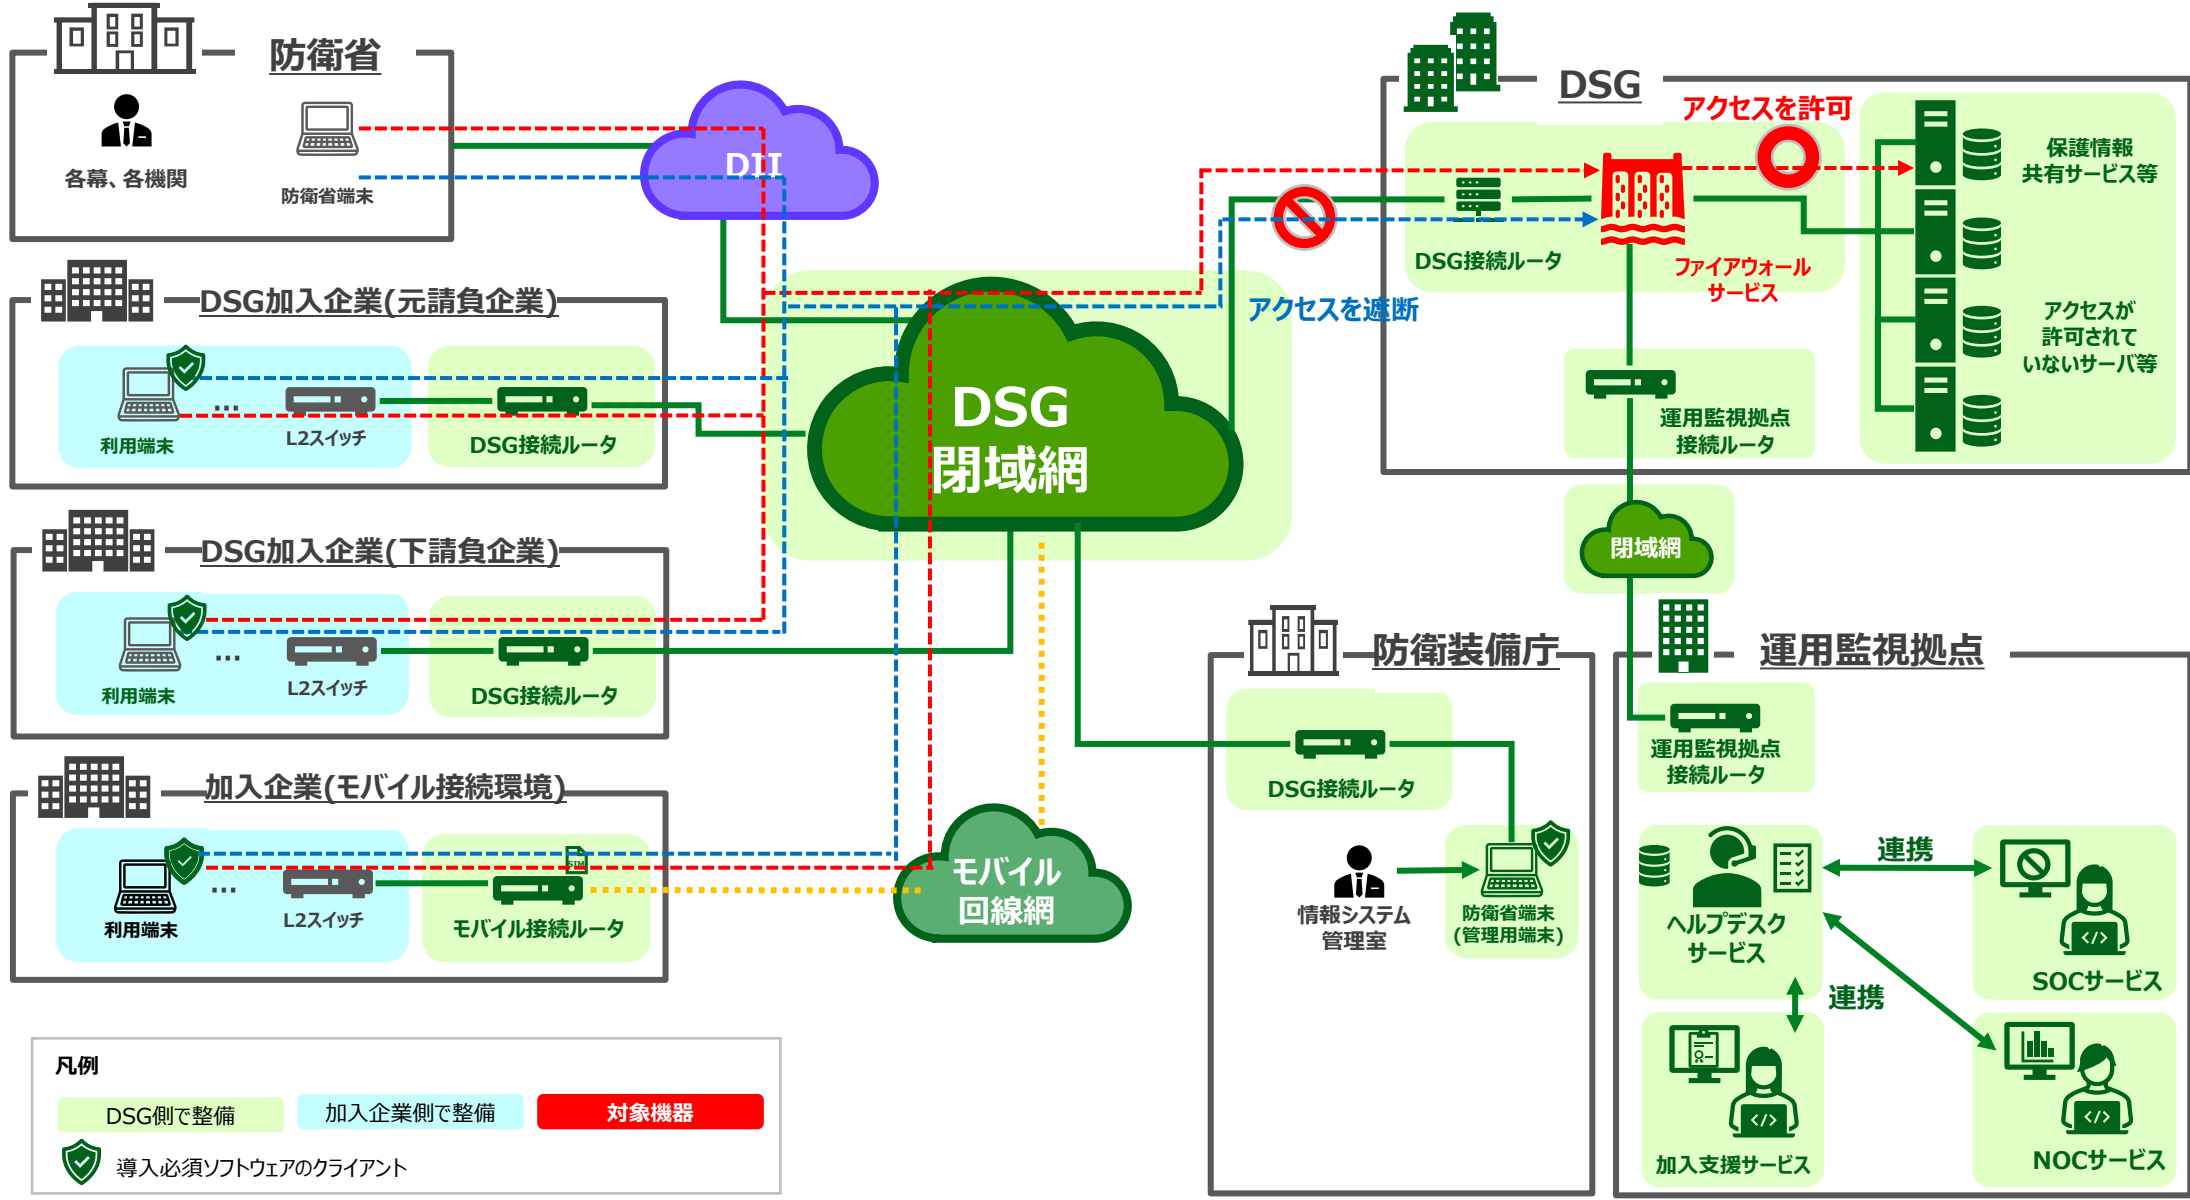 防衛省
各幕、各機関
防衛省端末
DII
DSG加入企業(元請負企業)
利用端末
...
L2スイッチ
DSG接続ルータ
DSG加入企業(下請負企業)
利用端末
...
L2スイッチ
DSG接続ルータ
加入企業(モバイル接続環境)
利用端末
...
L2スイッチ
SIM
モバイル接続ルータ
DSG
閉域網
モバイル
回線網
DSG
アクセスを許可
アクセスを遮断
DSG接続ルータ
ファイアウォール
サービス
保護情報
共有サービス等
アクセスが
許可されて
いないサーバ等
運用監視拠点
接続ルータ
閉域網
防衛装備庁
DSG接続ルータ
情報システム
管理室
防衛省端末
(管理用端末)
運用監視拠点
運用監視拠点
接続ルータ
ヘルプデスク
サービス
連携
</>
SOCサービス
連携
</>
加入支援サービス
</>
NOCサービス
凡例
DSG側で整備
加入企業側で整備
対象機器
導入必須ソフトウェアのクライアント